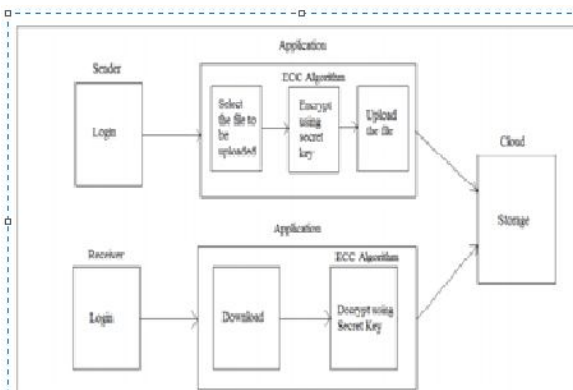 Application
Sender
ECC Algorithm
Login
Select
the file to
be
uploaded
Encrypt
using
secret
key
Upload
the file
Cloud
Storage
Application
Receiver
ECC Algorithm
Login
Download
Decrypt using
Secret Key